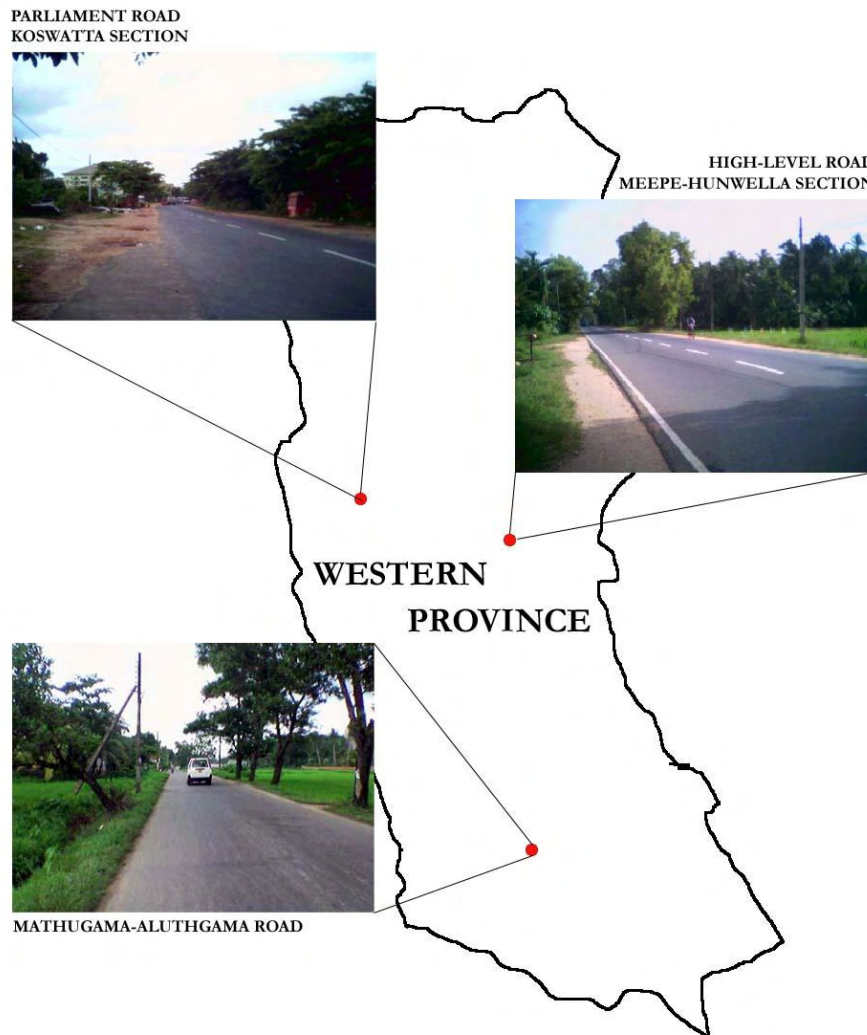 PARLIAMENT ROAD
KOSWATTA SECTION
HIGH-LEVEL ROAD
MEEPE-HUNWELLA SECTION
WESTERN
PROVINCE
MATHUGAMA-ALUTHGAMA ROAD